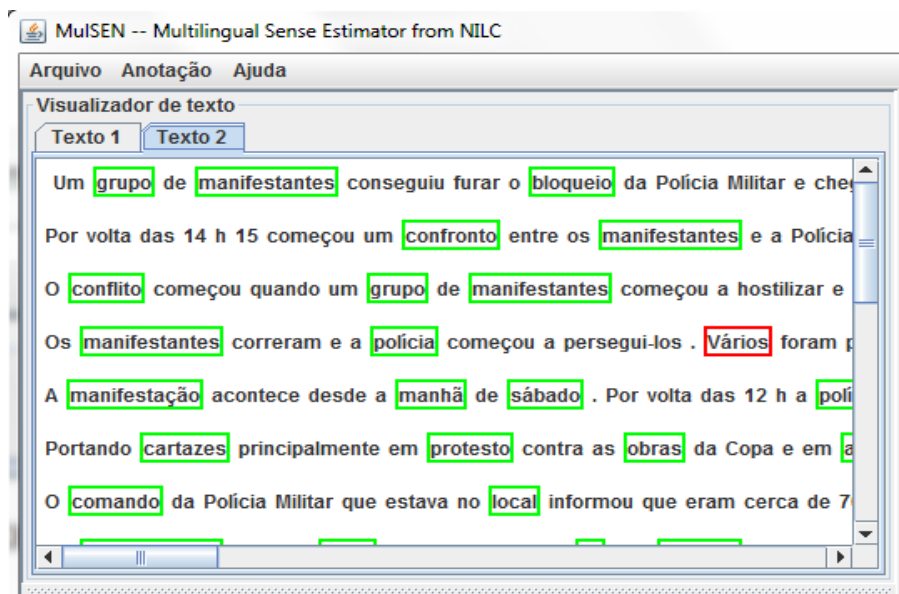 MulSEN -- Multilingual Sense Estimator from NILC
Arquivo Anotação Ajuda
Visualizador de texto
Texto 1 Texto 2
Um grupo de manifestantes conseguiu furar o bloqueio da Polícia Militar e
Por volta das 14 h 15 começou um confronto entre os manifestantes e a Polícia
O conflito começou quando um grupo de manifestantes começou a hostilizar e
Os manifestantes correram e a polícia começou a persegui-los . Vários foram
A manifestação acontece desde a manhã de sábado . Por volta das 12 h a
Portando cartazes principalmente em protesto contra as obras da Copa e em
O comando da Polícia Militar que estava no local informou que eram cerca de